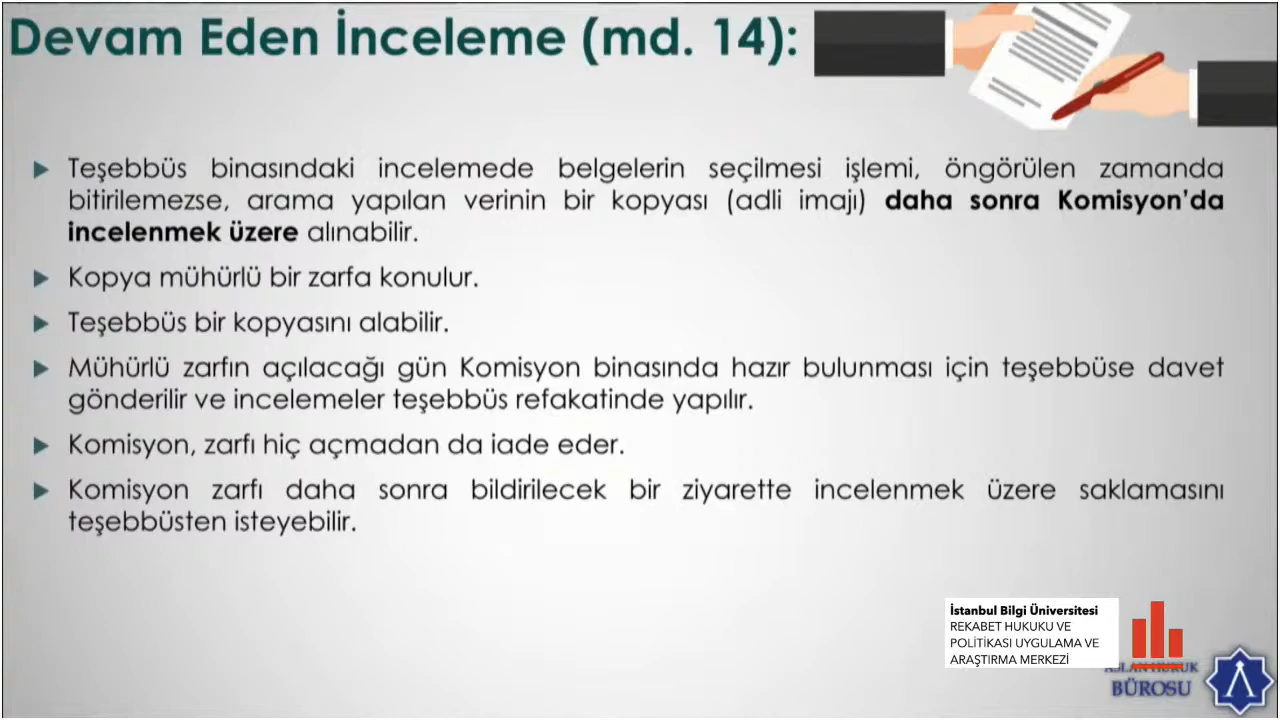 Devam Eden İnceleme (md. 14):
Teşebbüs binasındaki incelemede belgelerin seçilmesi işlemi, öngörülen zamanda
bitirilemezse, arama yapılan verinin bir kopyası (adli imajı) daha sonra Komisyon’da
incelenmek üzere alınabilir.
Kopya mühürlü bir zarfa konulur.
Teşebbüs bir kopyasını alabilir.
Mühürlü zarfın açılacağı gün Komisyon binasında hazır bulunması için teşebbüse davet
gönderilir ve incelemeler teşebbüs refakatinde yapılır.
Komisyon, zarfı hiç açmadan da iade eder.
Komisyon zarfı daha sonra bildirilecek bir ziyarette incelenmek üzere saklamasını
teşebbüsten isteyebilir.
İstanbul Bilgi Üniversitesi
REKABET HUKUKU VE
POLİTİKASI UYGULAMA VE
ARAŞTIRMA MERKEZİ
BÜROSU